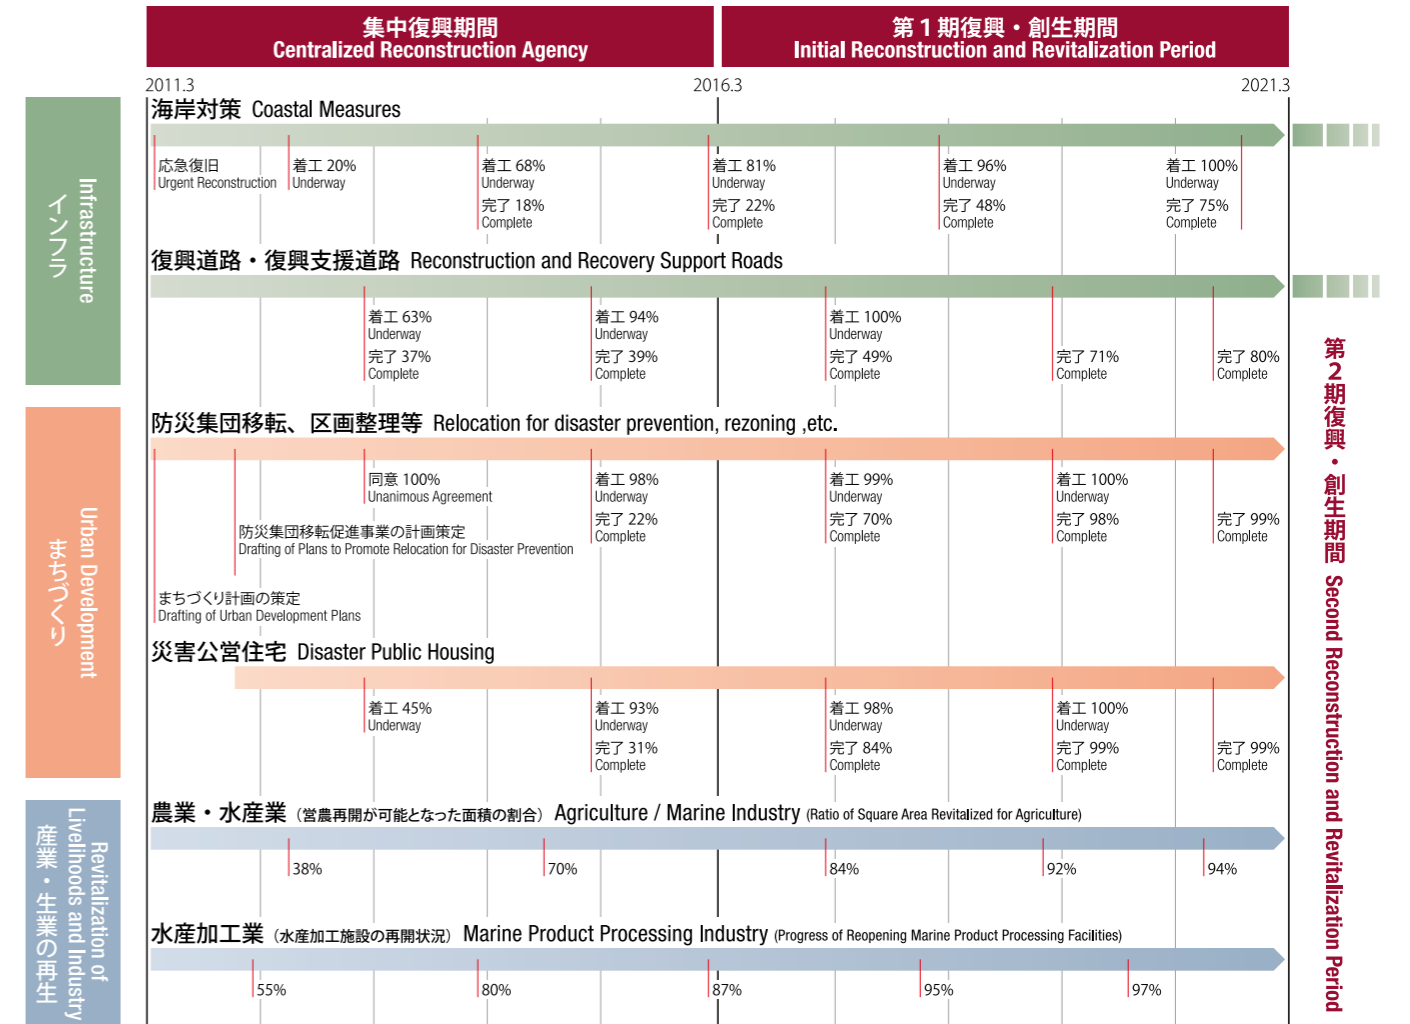 集中復興期間
Centralized Reconstruction Agency
第1期復興・創生期間
Initial Reconstruction and Revitalization Period
2011.3
2016.3
2021.3
Infrastructure
インフラ
海岸対策 Coastal Measures
応急復旧
Urgent Reconstruction
着工 20%
Underway
着工 68%
Underway
完了 18%
Complete
着工 81%
Underway
完了 22%
Complete
着工 96%
Underway
完了 48%
Complete
着工 100%
Underway
完了 75%
Complete
復興道路・復興支援道路 Reconstruction and Recovery Support Roads
着工 63%
Underway
完了 37%
Complete
着工 94%
Underway
完了 39%
Complete
着工 100%
Underway
完了 49%
Complete
完了 71%
Complete
完了 80%
Complete
Urban Development
まちづくり
防災集団移転、区画整理等 Relocation for disaster prevention, rezoning ,etc.
同意 100%
Unanimous Agreement
防災集団移転促進事業の計画策定
Drafting of Plans to Promote Relocation for Disaster Prevention
まちづくり計画の策定
Drafting of Urban Development Plans
着工 98%
Underway
完了 22%
Complete
着工 99%
Underway
完了 70%
Complete
着工 100%
Underway
完了 98%
Complete
完了 99%
Complete
災害公営住宅 Disaster Public Housing
着工 45%
Underway
着工 93%
Underway
完了 31%
Complete
着工 98%
Underway
完了 84%
Complete
着工 100%
Underway
完了 99%
Complete
完了 99%
Complete
Revitalization of
Livelihoods and Industry
産業・生業の再生
農業・水産業（営農再開が可能となった面積の割合） Agriculture / Marine Industry (Ratio of Square Area Revitalized for Agriculture)
38%
70%
84%
92%
94%
水産加工業（水産加工施設の再開状況） Marine Product Processing Industry (Progress of Reopening Marine Product Processing Facilities)
55%
80%
87%
95%
97%
第2期復興・創生期間 Second Reconstruction and Revitalization Period